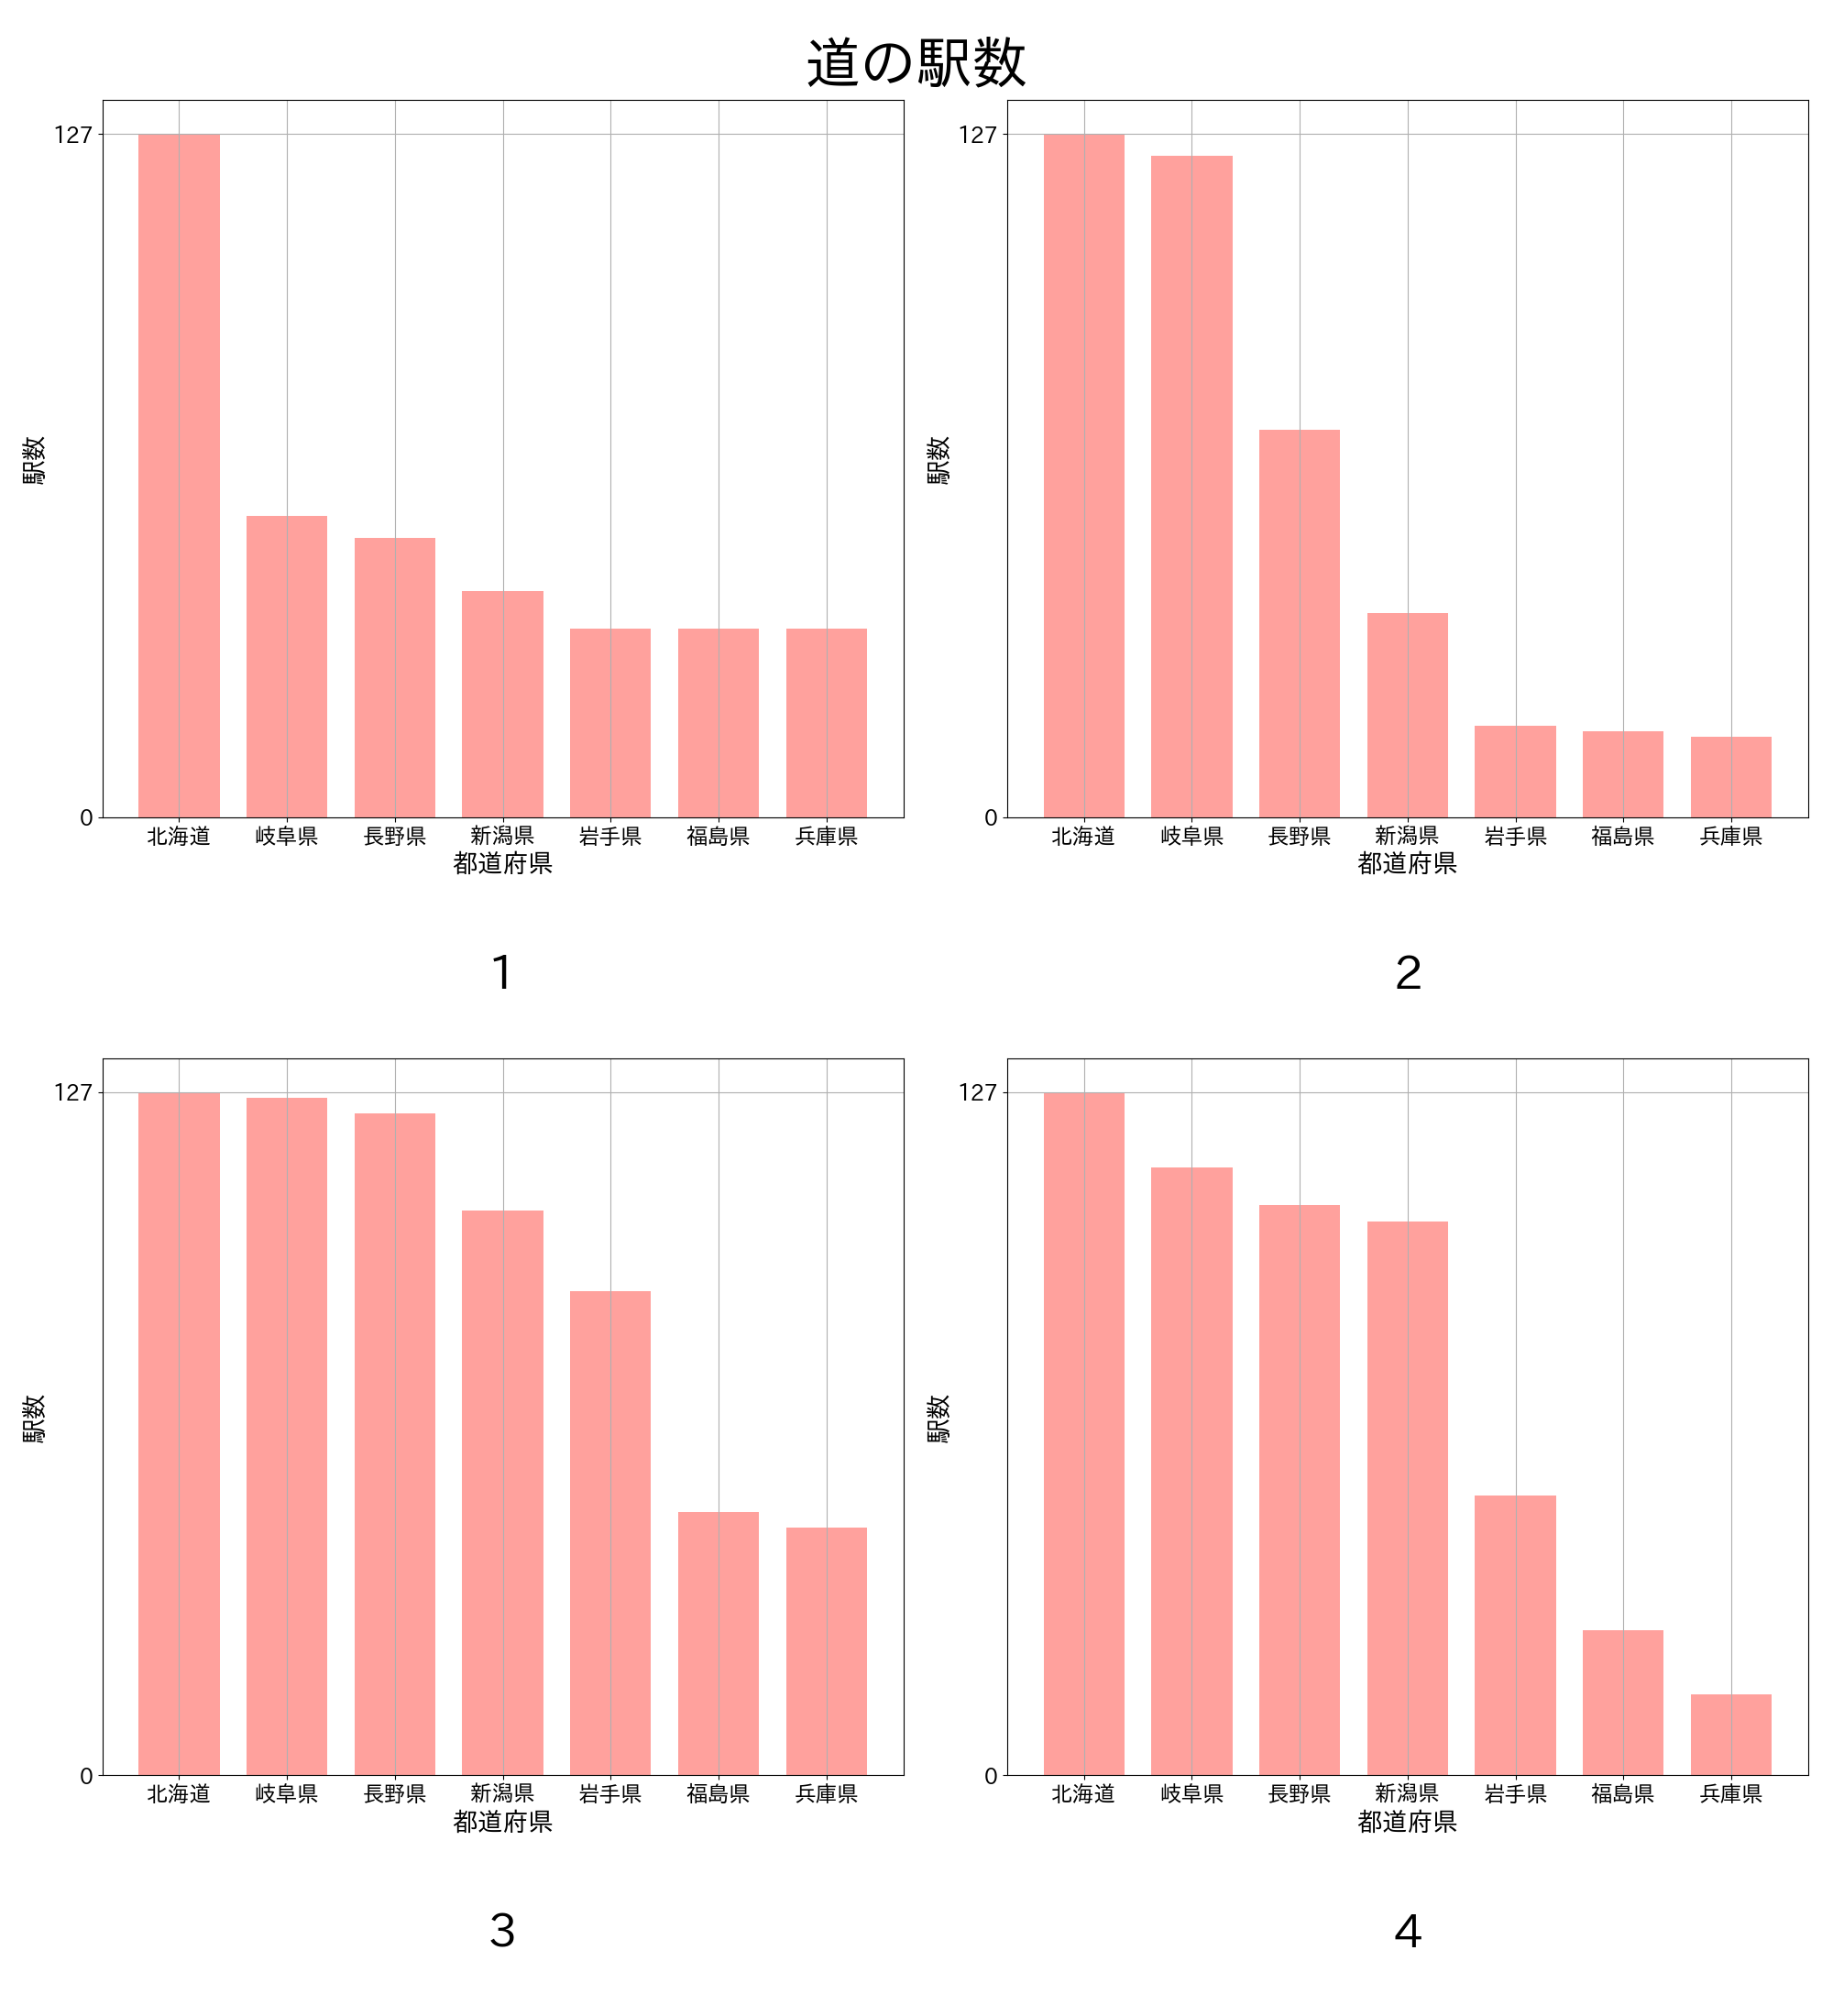 道の駅数
127
0
駅数
北海道 岐阜県 長野県 新潟県 岩手県 福島県 兵庫県
都道府県
1
127
0
駅数
北海道 岐阜県 長野県 新潟県 岩手県 福島県 兵庫県
都道府県
2
127
0
駅数
北海道 岐阜県 長野県 新潟県 岩手県 福島県 兵庫県
都道府県
3
127
0
駅数
北海道 岐阜県 長野県 新潟県 岩手県 福島県 兵庫県
都道府県
4